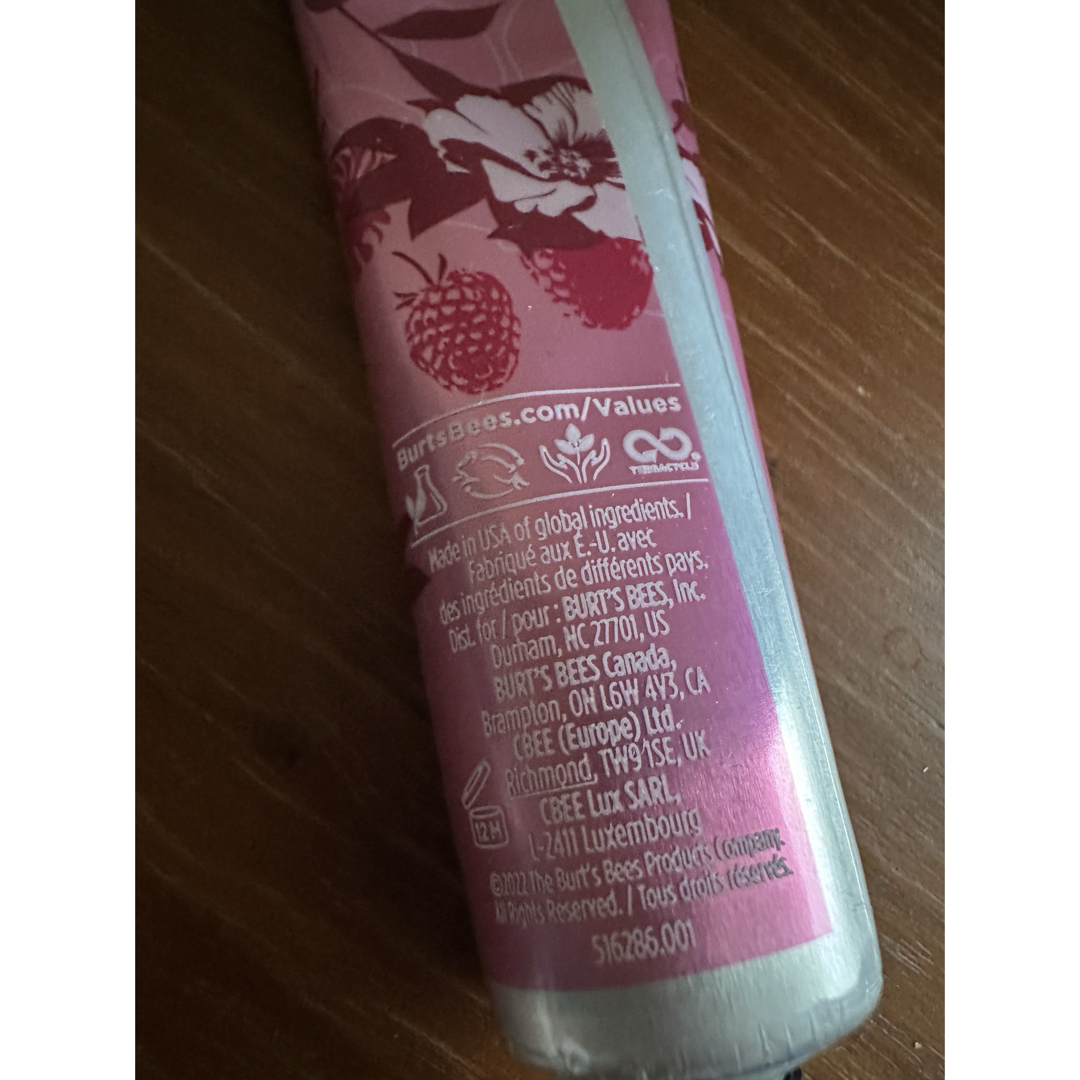 BurtsBees.com/Values
TERRACYCLE®
Made in USA of global ingredients. /
Fabriqué aux É.-U. avec
des ingrédients de différents pays.
Dist. for / pour : BURT'S BEES, Inc.
Durham, NC 27701, US
BURT'S BEES Canada,
Brampton, ON L6W 4V3, CA
CBEE (Europe) Ltd.
Richmond, TW9 1SE, UK
CBEE Lux SARL,
L-2411 Luxembourg
12M
©2022 The Burt's Bees Products Company.
All Rights Reserved. / Tous droits réservés.
516286.001